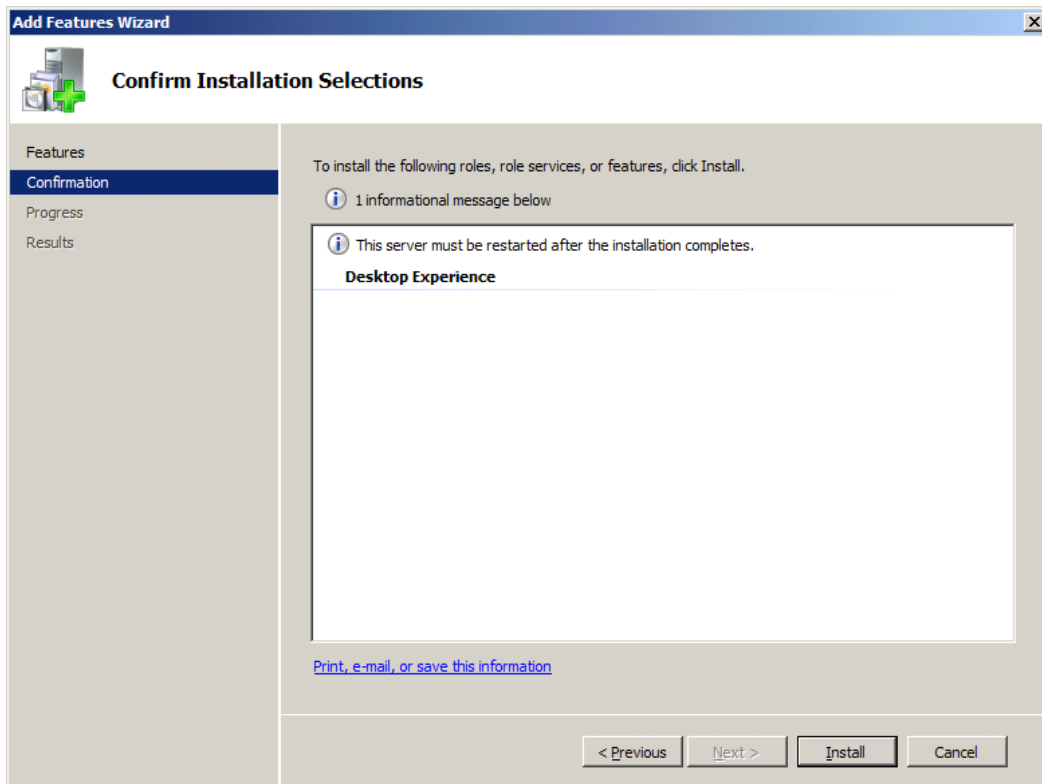 Add Features Wizard
Confirm Installation Selections
Features
Confirmation
Progress
Results
To install the following roles, role services, or features, click Install.
1 informational message below
This server must be restarted after the installation completes.
Desktop Experience
Print, e-mail, or save this information
< Previous
Next >
Install
Cancel